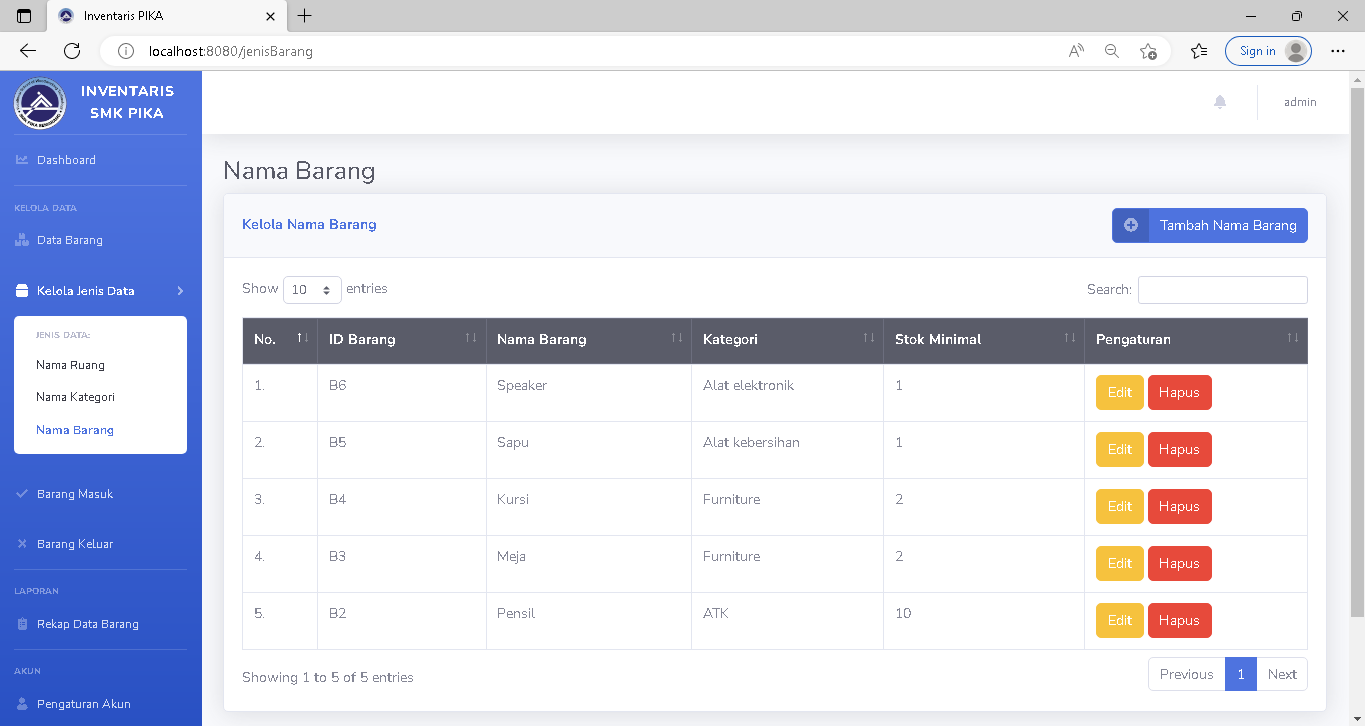 Inventaris PIKA
localhost:8080/jenisBarang
Sign in
INVENTARIS
SMK PIKA
admin
Dashboard
KELOLA DATA
Data Barang
Kelola Jenis Data
JENIS DATA:
Nama Ruang
Nama Kategori
Nama Barang
Barang Masuk
Barang Keluar
LAPORAN
Rekap Data Barang
AKUN
Pengaturan Akun
Nama Barang
Kelola Nama Barang
Tambah Nama Barang
Show 10 entries
Search:
No. ID Barang Nama Barang Kategori Stok Minimal Pengaturan
1. B6 Speaker Alat elektronik 1 Edit Hapus
2. B5 Sapu Alat kebersihan 1 Edit Hapus
3. B4 Kursi Furniture 2 Edit Hapus
4. B3 Meja Furniture 2 Edit Hapus
5. B2 Pensil ATK 10 Edit Hapus
Showing 1 to 5 of 5 entries
Previous 1 Next